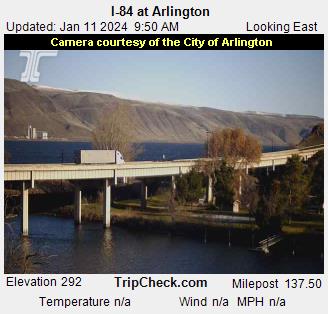 I-84 at Arlington
Updated: Jan 11 2024 9:50 AM Looking East
Camera courtesy of the City of Arlington
Elevation 292 TripCheck.com Milepost 137.50
Temperature n/a Wind n/a MPH n/a